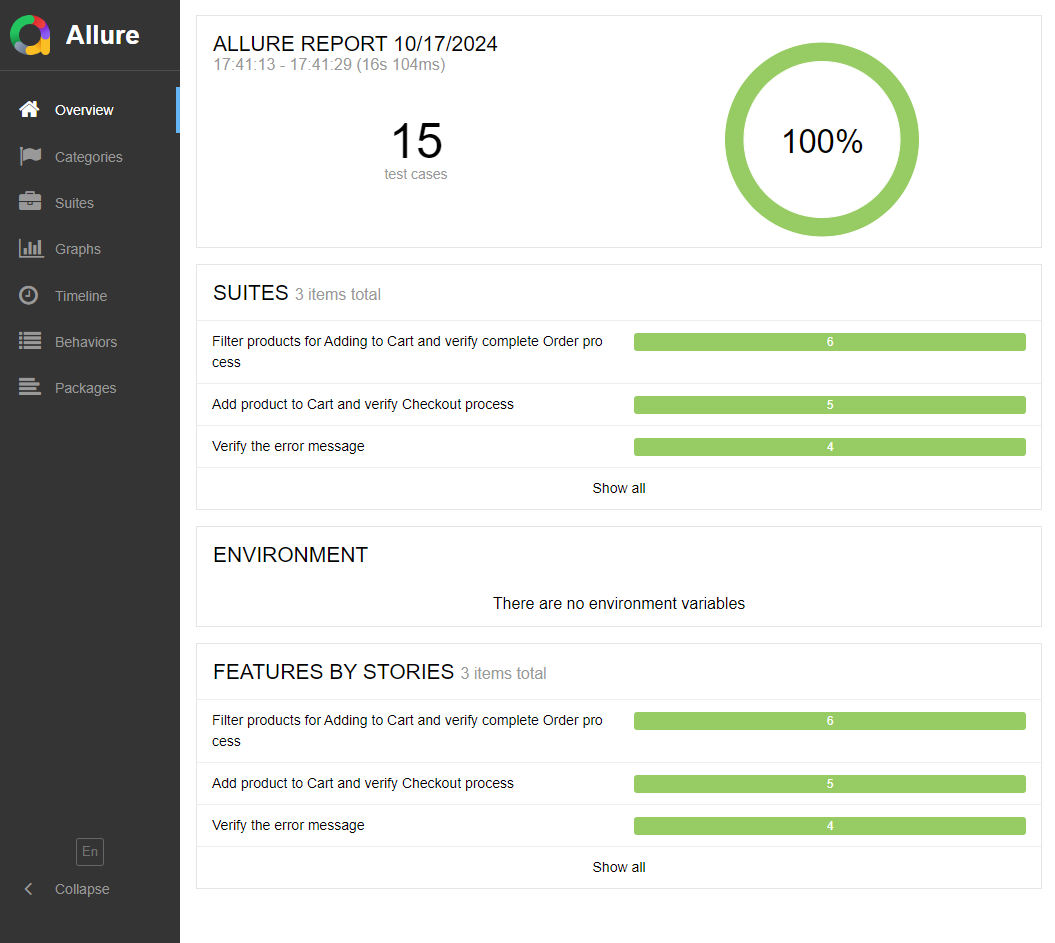 Allure
Overview
Categories
Suites
Graphs
Timeline
Behaviors
Packages
En
Collapse
ALLURE REPORT 10/17/2024
17:41:13 - 17:41:29 (16s 104ms)
15
test cases
100%
SUITES 3 items total
Filter products for Adding to Cart and verify complete Order pro
cess
6
Add product to Cart and verify Checkout process
5
Verify the error message
4
Show all
ENVIRONMENT
There are no environment variables
FEATURES BY STORIES 3 items total
Filter products for Adding to Cart and verify complete Order pro
cess
6
Add product to Cart and verify Checkout process
5
Verify the error message
4
Show all